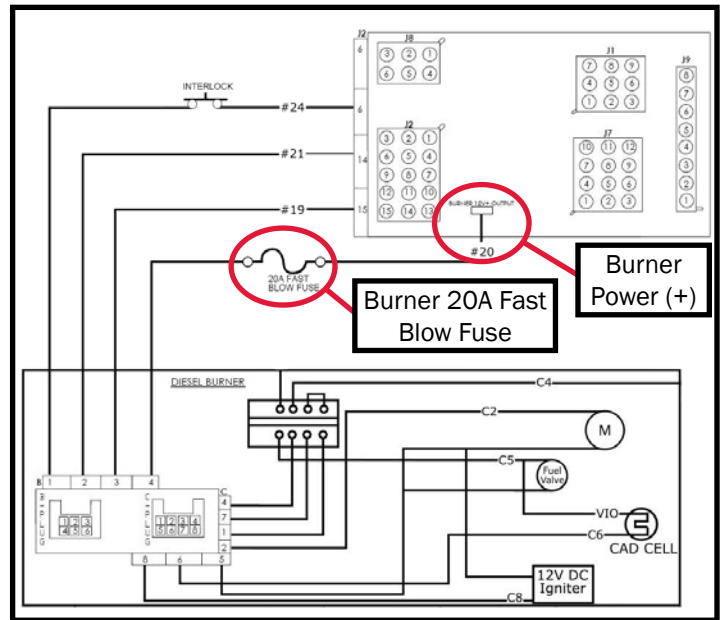 J2
J8
6
3 2 1
6 5 4
J1
7 8 9
4 5 6
1 2 3
J9
8
7
6
5
4
3
2
1
INTERLOCK
#24
6
J2
3 2 1
6 5 4
9 8 7
12 11 10
15 14 13
#21
14
J7
10 11 12
7 8 9
4 5 6
1 2 3
#19
15
BURNER 12V+ OUTPUT
#20
20A FAST
BLOW FUSE
Burner 20A Fast
Blow Fuse
Burner
Power (+)
DIESEL BURNER
C4
C2
M
C5
Fuel
Valve
VIO
C6
CAD CELL
12V DC
Igniter
C8
B 1 2 3 4
1 2 3
4 5 6
1 2 3 4
5 6 7 8
C
4
7
1
2
8 6 5